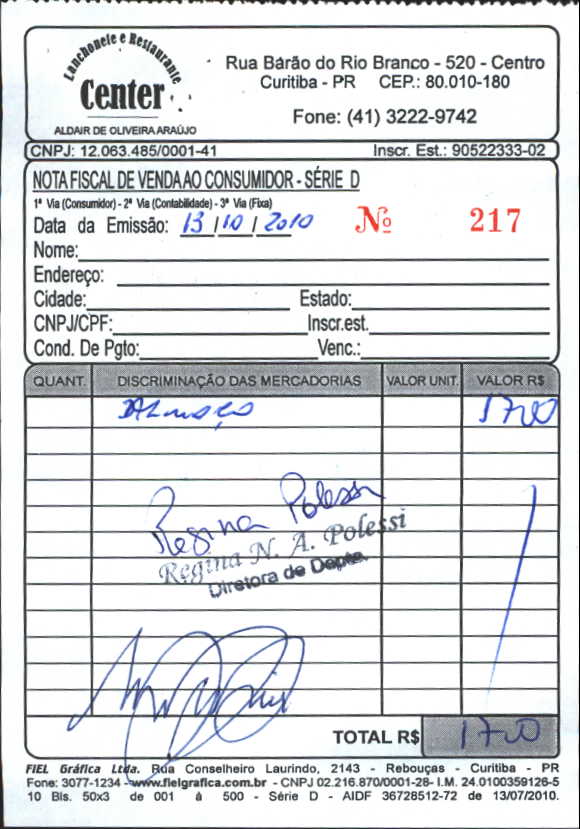 Lanchonete e Restaurante
Center
ALDAIR DE OLIVEIRA ARAÚJO
Rua Barão do Rio Branco - 520 - Centro
Curitiba - PR CEP.: 80.010-180
Fone: (41) 3222-9742
CNPJ: 12.063.485/0001-41 Inscr. Est.: 90522333-02
NOTA FISCAL DE VENDA AO CONSUMIDOR - SÉRIE D
1ª Via (Consumidor) - 2ª Via (Contabilidade) - 3ª Via (Fixa)
Data da Emissão: 13 / 10 / 2010 Nº 217
Nome:
Endereço:
Cidade: Estado:
CNPJ/CPF: Inscr.est.
Cond. De Pgto: Venc.:
QUANT. DISCRIMINAÇÃO DAS MERCADORIAS VALOR UNIT. VALOR R$
Almoço 17,00
Regina Polessi
Regina N. A. Polessi
Diretora de Depto.
TOTAL R$ 17,00
FIEL Gráfica Ltda. Rua Conselheiro Laurindo, 2143 - Rebouças - Curitiba - PR
Fone: 3077-1234 - www.fielgrafica.com.br - CNPJ 02.216.870/0001-28- I.M. 24.0100359126-5
10 Bls. 50x3 de 001 à 500 - Série D - AIDF 36728512-72 de 13/07/2010.